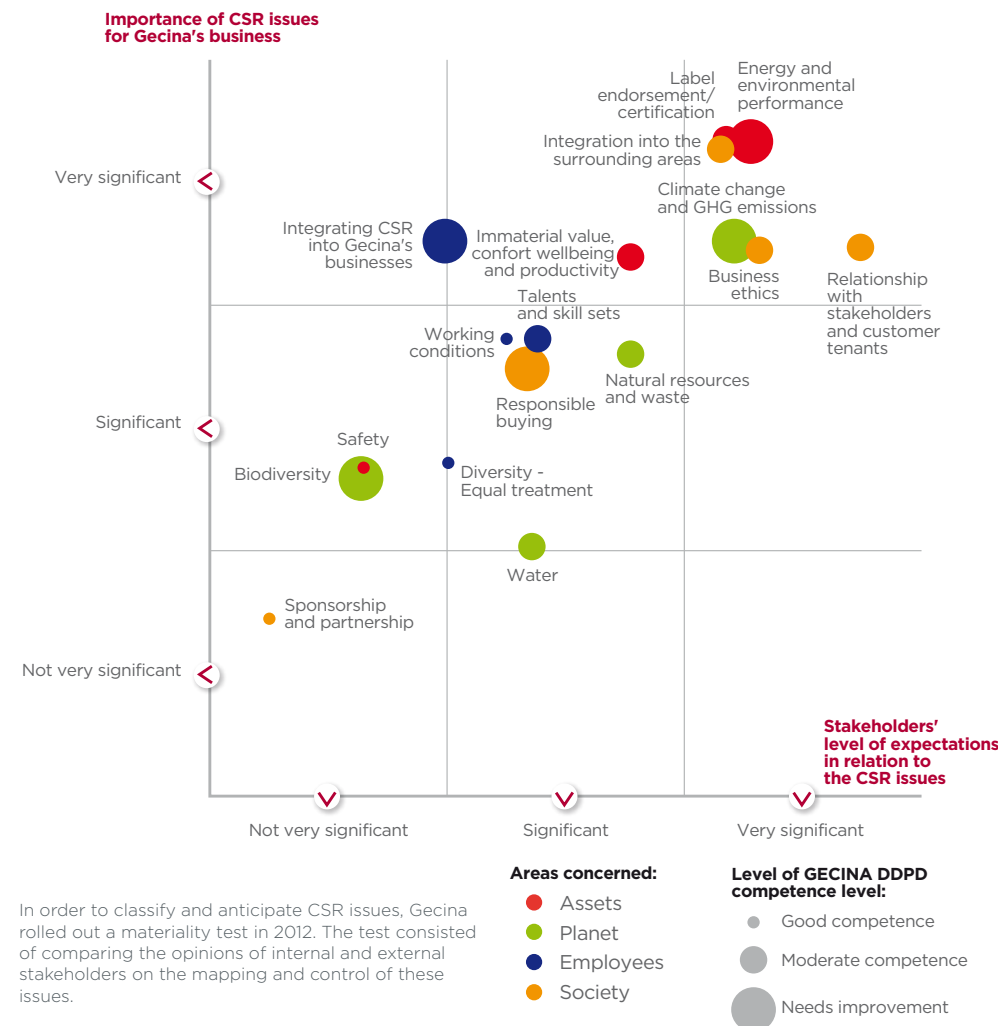 Importance of CSR issues
for Gecina's business
Energy and
environmental
performance
Label
endorsement/
certification
Integration into the
surrounding areas
Very significant
Climate change
and GHG emissions
Integrating CSR
into Gecina's
businesses
Immaterial value,
confort wellbeing
and productivity
Business
ethics
Relationship
with
stakeholders
and customer
tenants
Talents
and skill sets
Working
conditions
Natural resources
and waste
Responsible
buying
Significant
Safety
Biodiversity
Diversity -
Equal treatment
Water
Sponsorship
and partnership
Not very significant
Stakeholders'
level of expectations
in relation to
the CSR issues
Not very significant
Significant
Very significant
In order to classify and anticipate CSR issues, Gecina
rolled out a materiality test in 2012. The test consisted
of comparing the opinions of internal and external
stakeholders on the mapping and control of these
issues.
Areas concerned:
Assets
Planet
Employees
Society
Level of GECINA DDPD
competence level:
Good competence
Moderate competence
Needs improvement